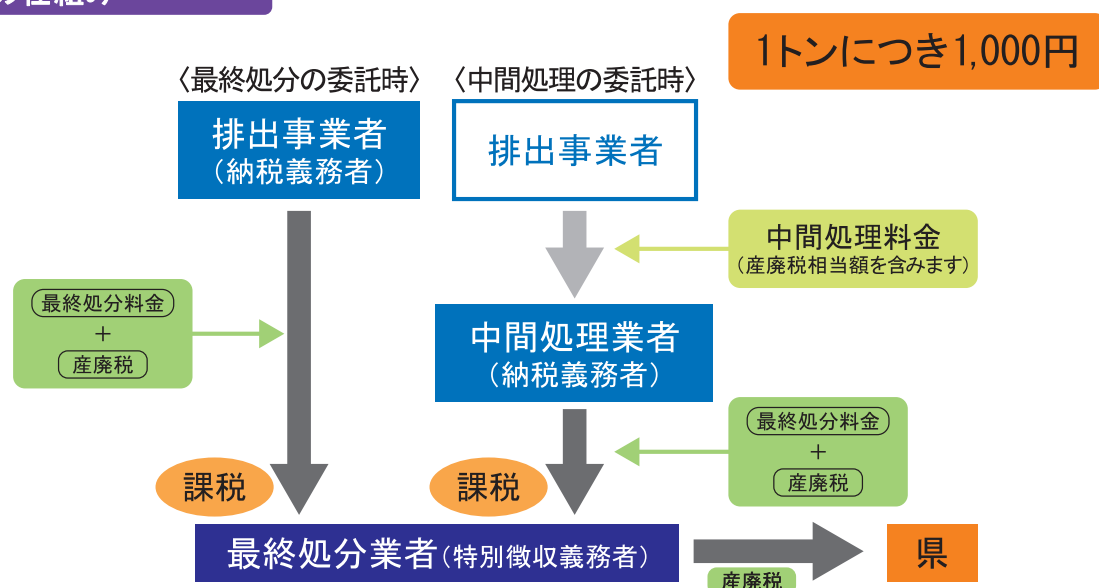 の仕組み
1トンにつき1,000円
〈最終処分の委託時〉
〈中間処理の委託時〉
排出事業者
(納税義務者)
排出事業者
中間処理料金
(産廃税相当額を含みます)
最終処分料金
+
産廃税
中間処理業者
(納税義務者)
最終処分料金
+
産廃税
課税
課税
最終処分業者(特別徴収義務者)
産廃税
県